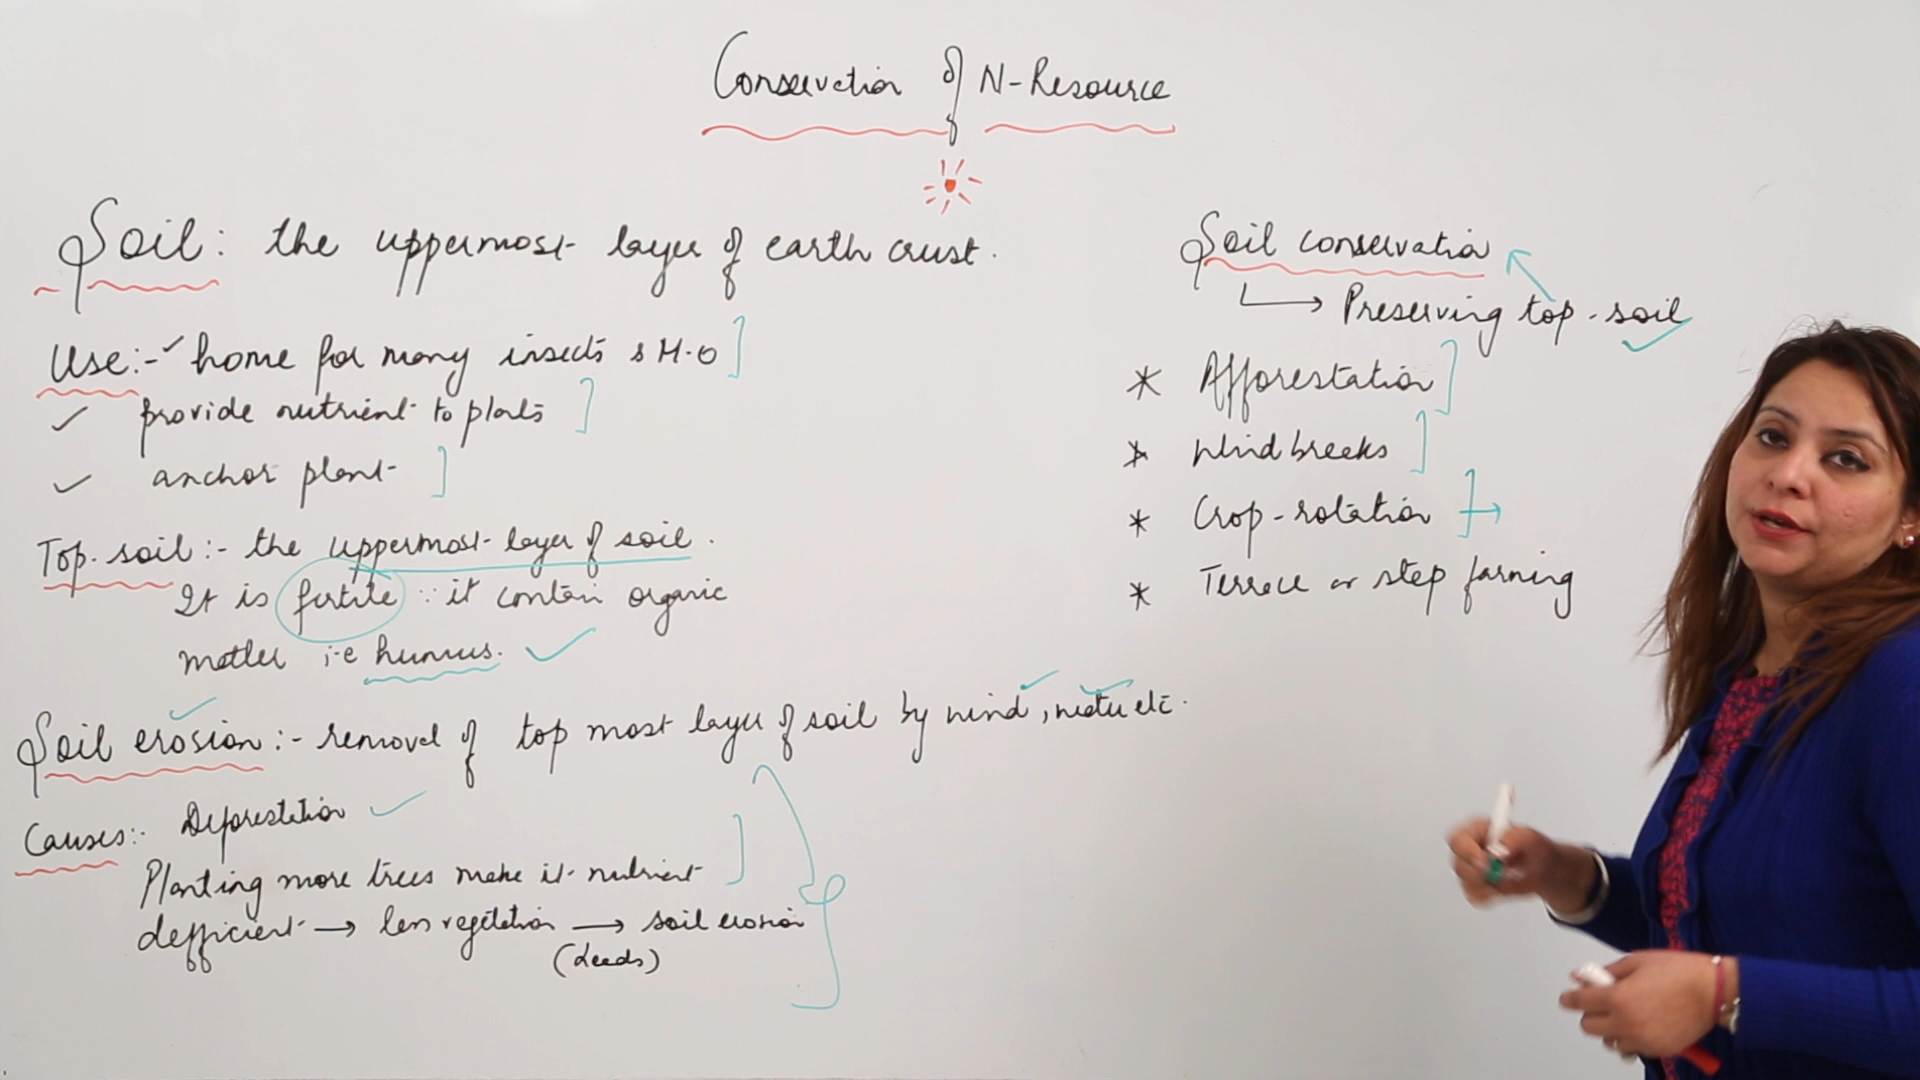 Conservation of N-Resource
Soil: the uppermost layer of earth crust.
Use:- home for many insects & M.O
provide nutrient to plants
anchor plant
Top-soil:- the uppermost layer of soil.
It is fertile ∵ it contain organic
matter i.e humus.
Soil erosion:- removal of top most layer of soil by wind, water etc.
Causes:- Deforestation
Planting more trees make it nutrient
defficient → less vegetation → soil erosion
(leads)
Soil conservation
→ Preserving top-soil
* Afforestation
* Wind breaks
* Crop-rotation
* Terrace or step farming